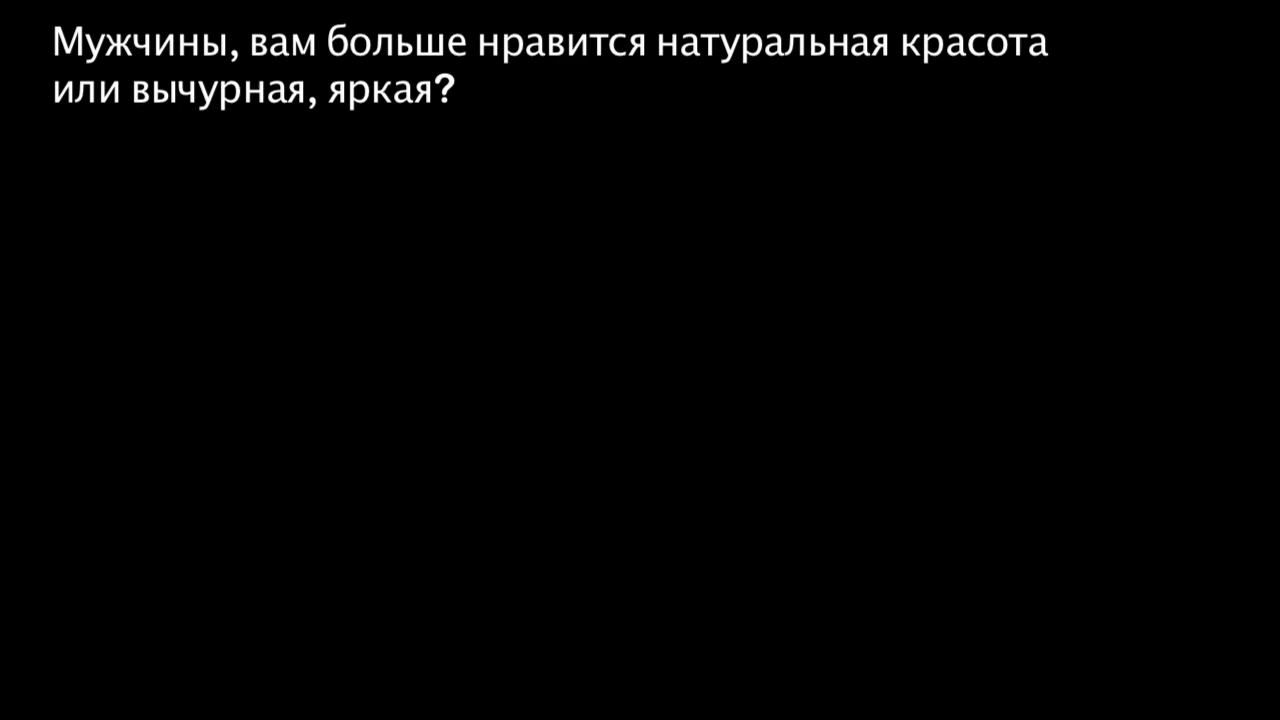 Мужчины, вам больше нравится натуральная красота
или вычурная, яркая?